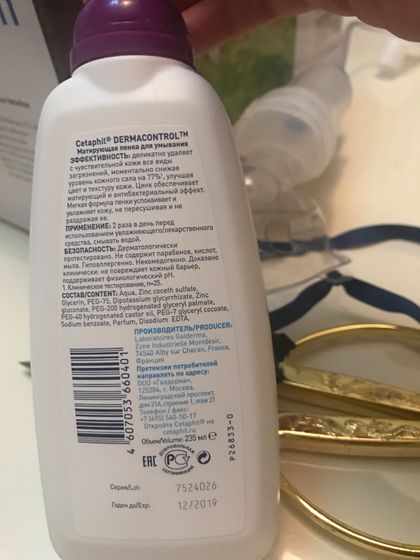 Cetaphil® DERMACONTROL™
Матирующая пенка для умывания
ЭФФЕКТИВНОСТЬ: деликатно удаляет
с чувствительной кожи все виды
загрязнений, моментально снижая
уровень кожного сала на 77%¹, улучшая
цвет и текстуру кожи. Цинк обеспечивает
матирующий и антибактериальный эффект.
Мягкая формула пенки успокаивает и
увлажняет кожу, не пересушивая и не
раздражая ее.
ПРИМЕНЕНИЕ: 2 раза в день перед
использованием увлажняющего/лекарственного
средства, смывать водой.
БЕЗОПАСНОСТЬ: Дерматологически
протестировано. Не содержит парабенов, кислот,
мыла. Гипоаллергенно. Некомедогенно. Доказано
клинически: не повреждает кожный барьер,
поддерживает физиологический pH.
1. Клиническое тестирование, n=25.
СОСТАВ/CONTENT: Aqua, Zinc coceth sulfate,
Glycerin, PEG-75, Dipotassium glycyrrhizate, Zinc
gluconate, PEG-200 hydrogenated glyceryl palmate,
PEG-40 hydrogenated castor oil, PEG-7 glyceryl cocoate,
Sodium benzoate, Parfum, Disodium EDTA.
ПРОИЗВОДИТЕЛЬ/PRODUCER:
Laboratoires Galderma,
Zone Industrielle Montdésir,
74540 Alby sur Cheran, France,
Франция
Претензии потребителей
направлять по адресу:
ООО «Галдерма»,
125284, г. Москва,
Ленинградский проспект,
дом 31А, строение 1, этаж 21
Телефон / факс:
+7 (495) 540-50-17
Откройте Cetaphil® на
cetaphil.ru
Объем/Volume: 235 мл ℮
4 607053 660401
ЕАС
ДОБРОВОЛЬНАЯ
СЕРТИФИКАЦИЯ
P26833-0
Серия/Lot: 7524026
Годен до/Exp: 12/2019